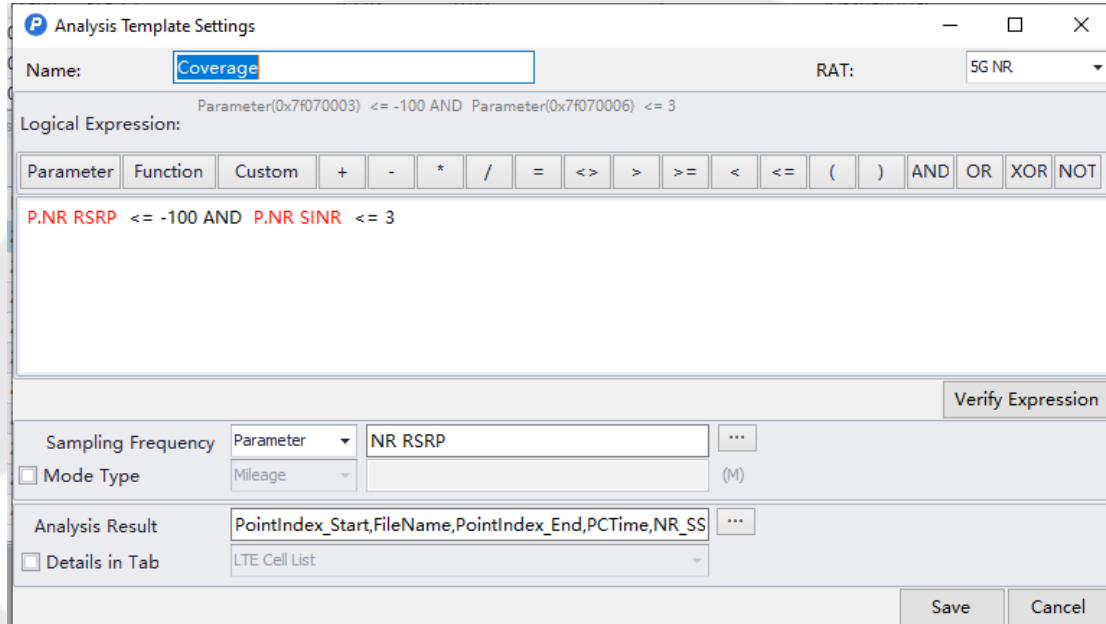 Analysis Template Settings
Name: Coverage RAT: 5G NR
Parameter(0x7f070003) <= -100 AND Parameter(0x7f070006) <= 3
Logical Expression:
Parameter Function Custom + - * / = <> > >= < <= ( ) AND OR XOR NOT
P.NR RSRP <= -100 AND P.NR SINR <= 3
Verify Expression
Sampling Frequency Parameter NR RSRP ...
Mode Type Mileage (M)
Analysis Result PointIndex_Start,FileName,PointIndex_End,PCTime,NR_SS ...
Details in Tab LTE Cell List
Save Cancel